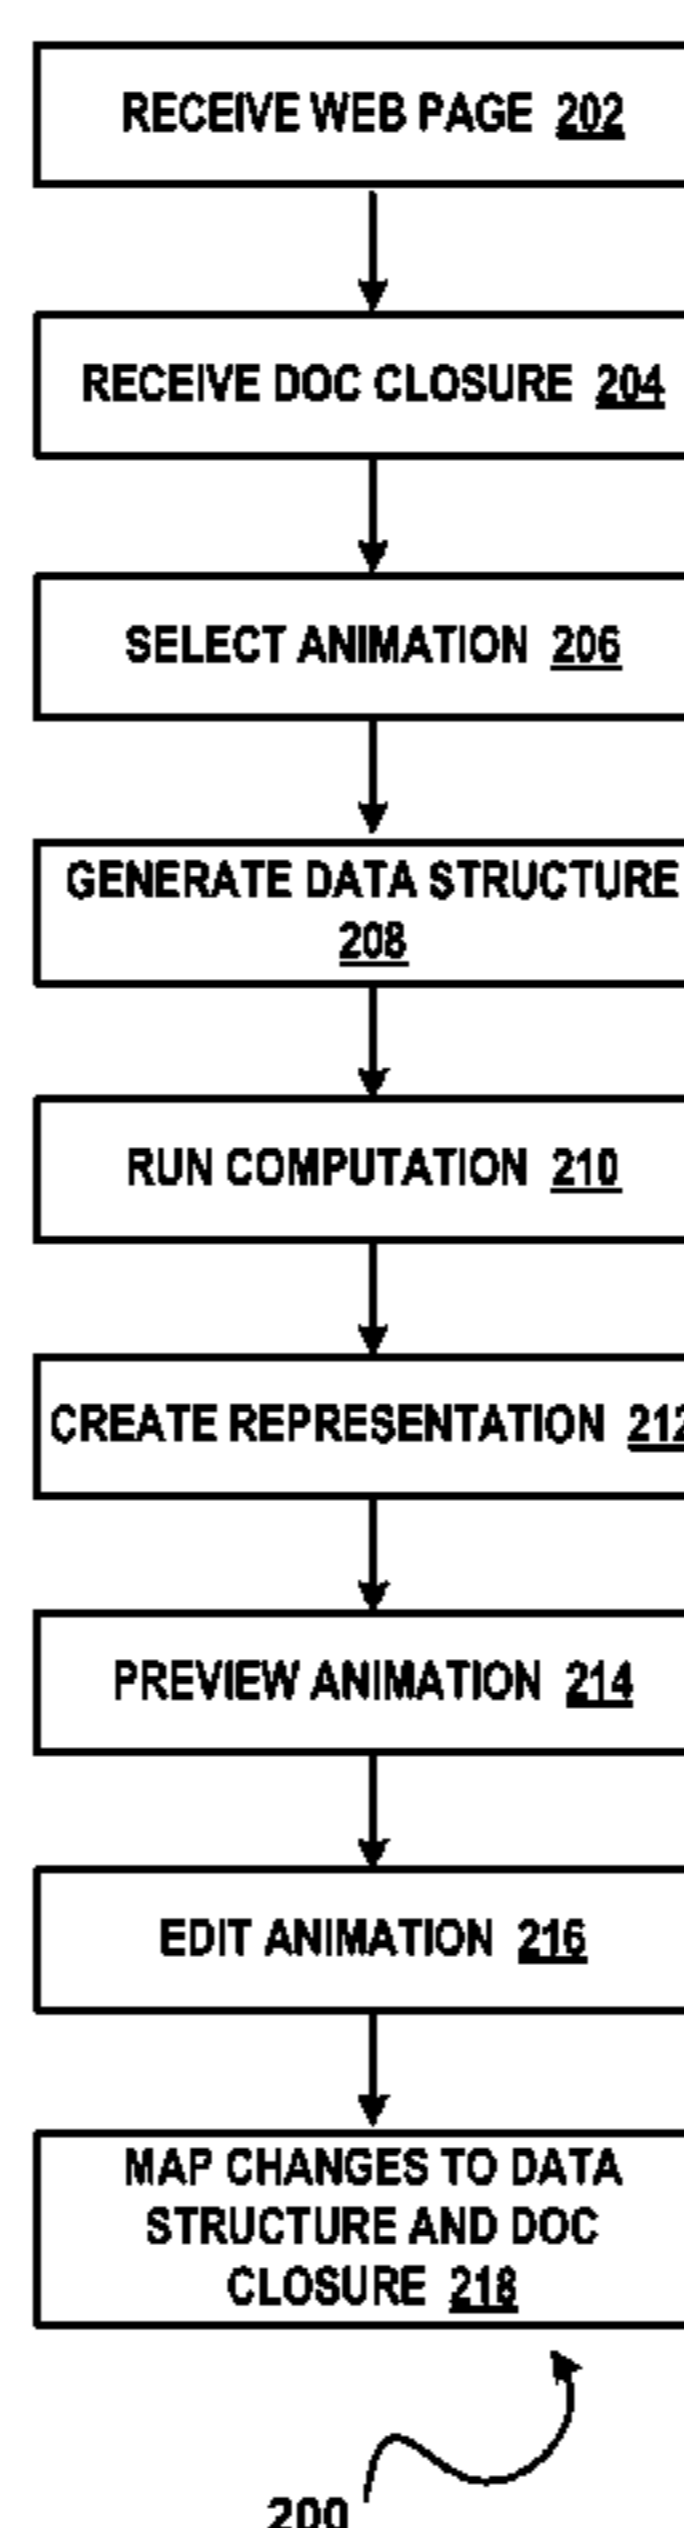 RECEIVE WEB PAGE 202
RECEIVE DOC CLOSURE 204
SELECT ANIMATION 206
GENERATE DATA STRUCTURE
208
RUN COMPUTATION 210
CREATE REPRESENTATION 212
PREVIEW ANIMATION 214
EDIT ANIMATION 216
MAP CHANGES TO DATA
STRUCTURE AND DOC
CLOSURE 218
200